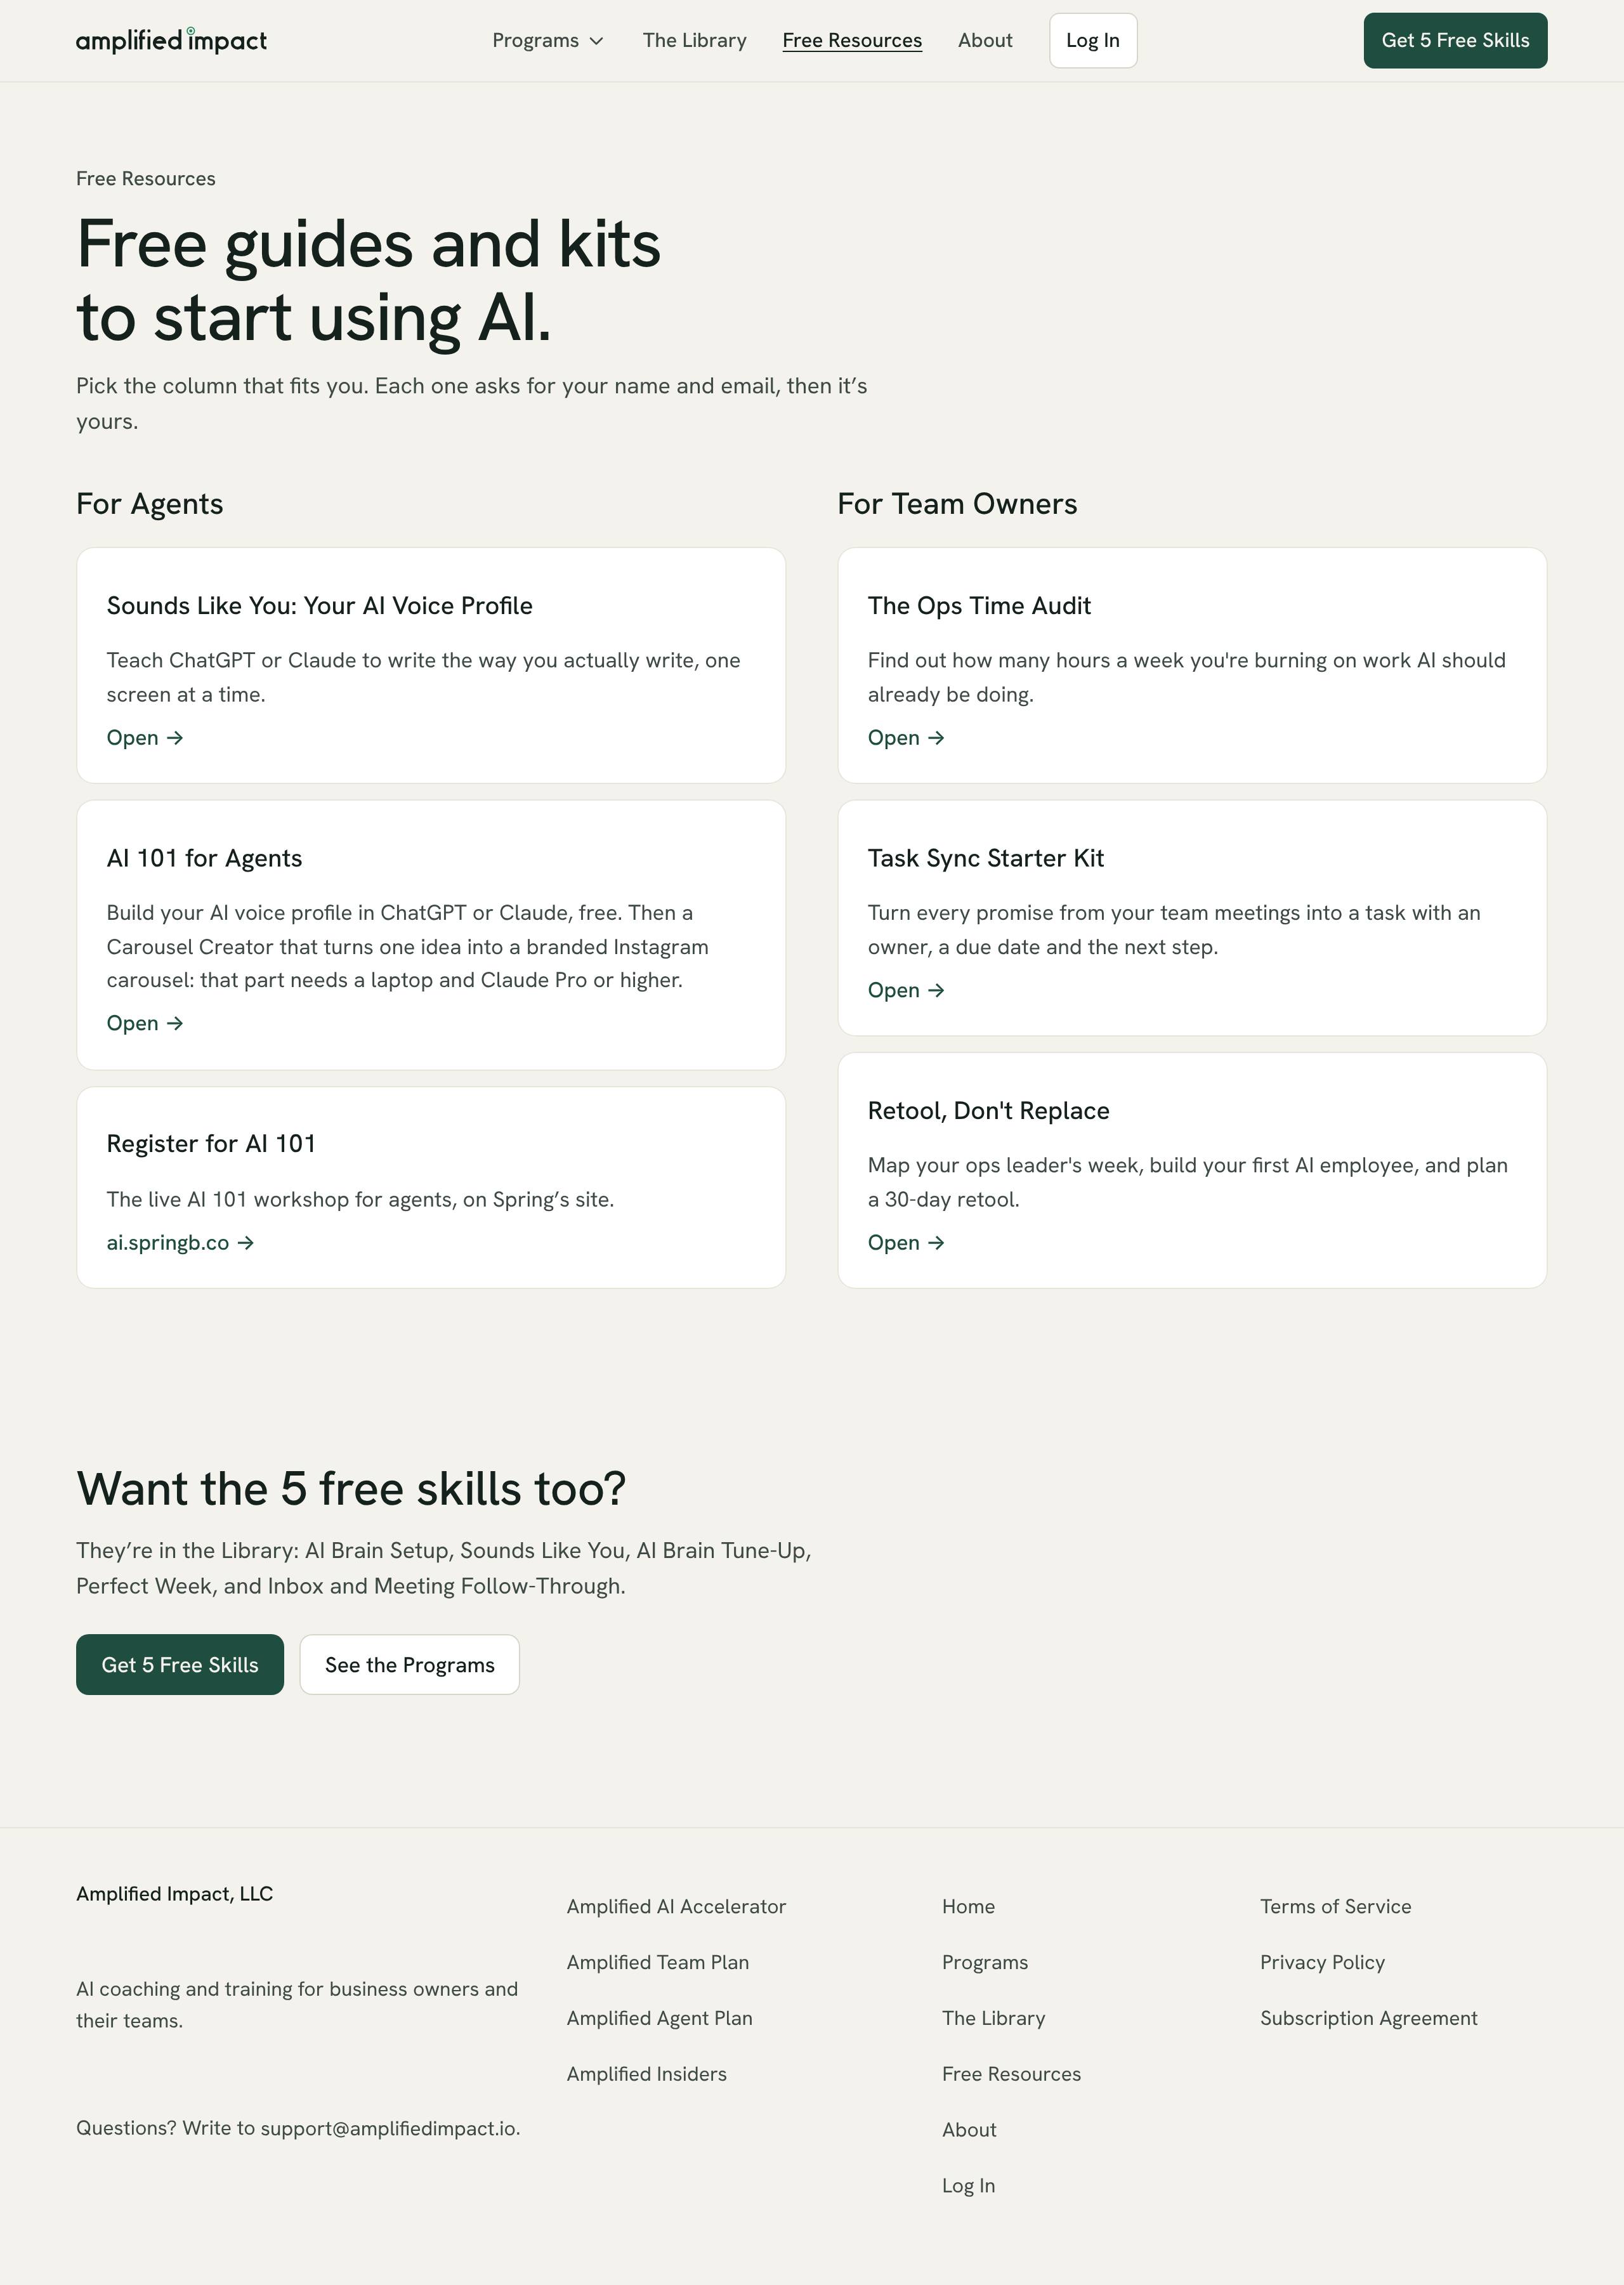 amplified impact
Programs
The Library
Free Resources
About
Log In
Get 5 Free Skills
Free Resources
Free guides and kits
to start using AI.
Pick the column that fits you. Each one asks for your name and email, then it’s
yours.
For Agents
Sounds Like You: Your AI Voice Profile
Teach ChatGPT or Claude to write the way you actually write, one
screen at a time.
Open →
AI 101 for Agents
Build your AI voice profile in ChatGPT or Claude, free. Then a
Carousel Creator that turns one idea into a branded Instagram
carousel: that part needs a laptop and Claude Pro or higher.
Open →
Register for AI 101
The live AI 101 workshop for agents, on Spring’s site.
ai.springb.co →
For Team Owners
The Ops Time Audit
Find out how many hours a week you're burning on work AI should
already be doing.
Open →
Task Sync Starter Kit
Turn every promise from your team meetings into a task with an
owner, a due date and the next step.
Open →
Retool, Don't Replace
Map your ops leader's week, build your first AI employee, and plan
a 30-day retool.
Open →
Want the 5 free skills too?
They’re in the Library: AI Brain Setup, Sounds Like You, AI Brain Tune-Up,
Perfect Week, and Inbox and Meeting Follow-Through.
Get 5 Free Skills
See the Programs
Amplified Impact, LLC
AI coaching and training for business owners and
their teams.
Questions? Write to support@amplifiedimpact.io.
Amplified AI Accelerator
Amplified Team Plan
Amplified Agent Plan
Amplified Insiders
Home
Programs
The Library
Free Resources
About
Log In
Terms of Service
Privacy Policy
Subscription Agreement